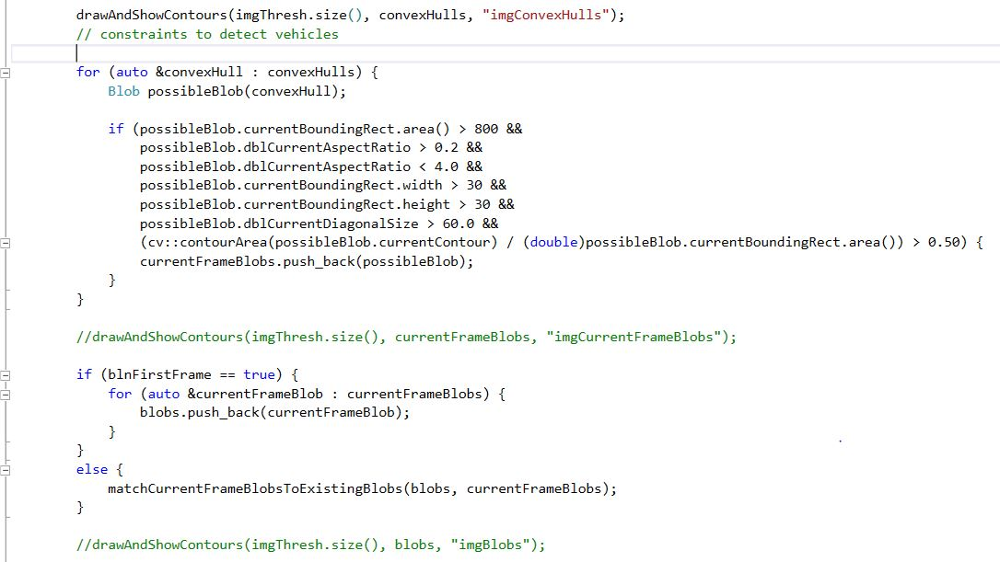 drawAndShowContours(imgThresh.size(), convexHulls, "imgConvexHulls");
// constraints to detect vehicles
for (auto &convexHull : convexHulls) {
Blob possibleBlob(convexHull);
if (possibleBlob.currentBoundingRect.area() > 800 &&
possibleBlob.dblCurrentAspectRatio > 0.2 &&
possibleBlob.dblCurrentAspectRatio < 4.0 &&
possibleBlob.currentBoundingRect.width > 30 &&
possibleBlob.currentBoundingRect.height > 30 &&
possibleBlob.dblCurrentDiagonalSize > 60.0 &&
(cv::contourArea(possibleBlob.currentContour) / (double)possibleBlob.currentBoundingRect.area()) > 0.50) {
currentFrameBlobs.push_back(possibleBlob);
}
}
//drawAndShowContours(imgThresh.size(), currentFrameBlobs, "imgCurrentFrameBlobs");
if (blnFirstFrame == true) {
for (auto &currentFrameBlob : currentFrameBlobs) {
blobs.push_back(currentFrameBlob);
}
}
else {
matchCurrentFrameBlobsToExistingBlobs(blobs, currentFrameBlobs);
}
//drawAndShowContours(imgThresh.size(), blobs, "imgBlobs");